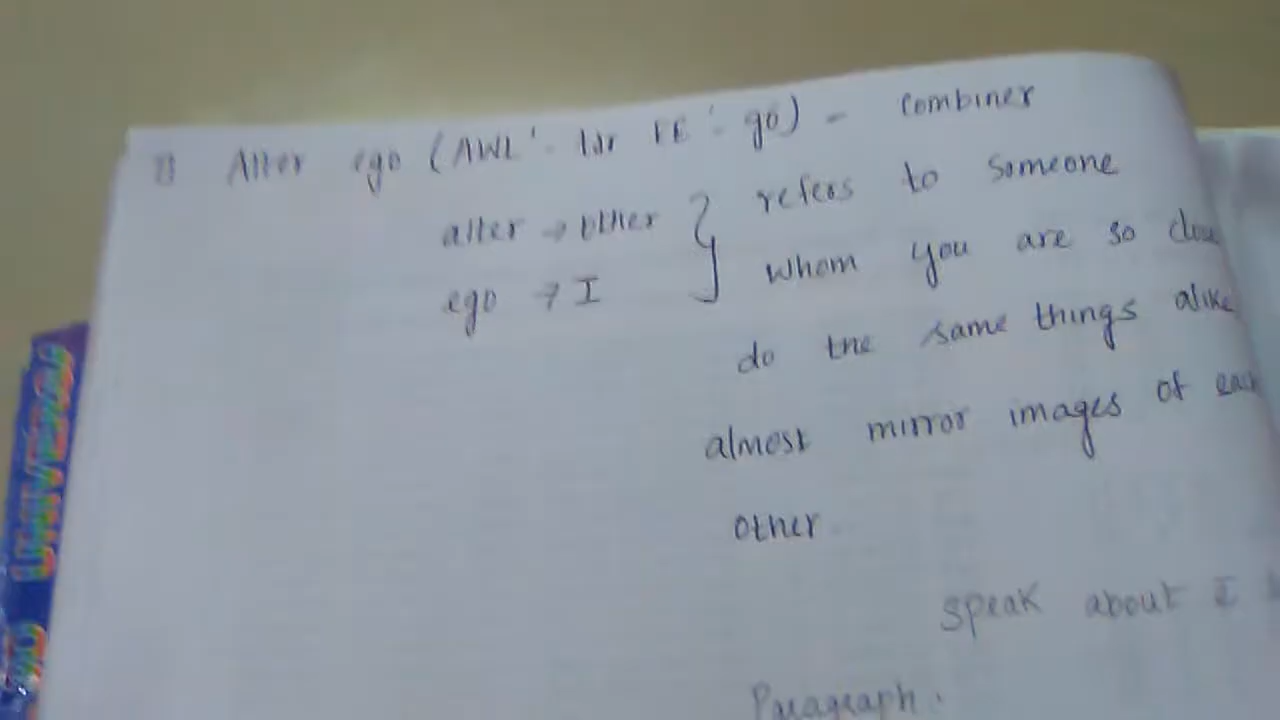 Alter ego (AWL'-tər EE'-gō) - combiner
alter → other } refers to someone
ego → I whom you are so close
do the same things alike
almost mirror images of each
other
speak about I
Paragraph.